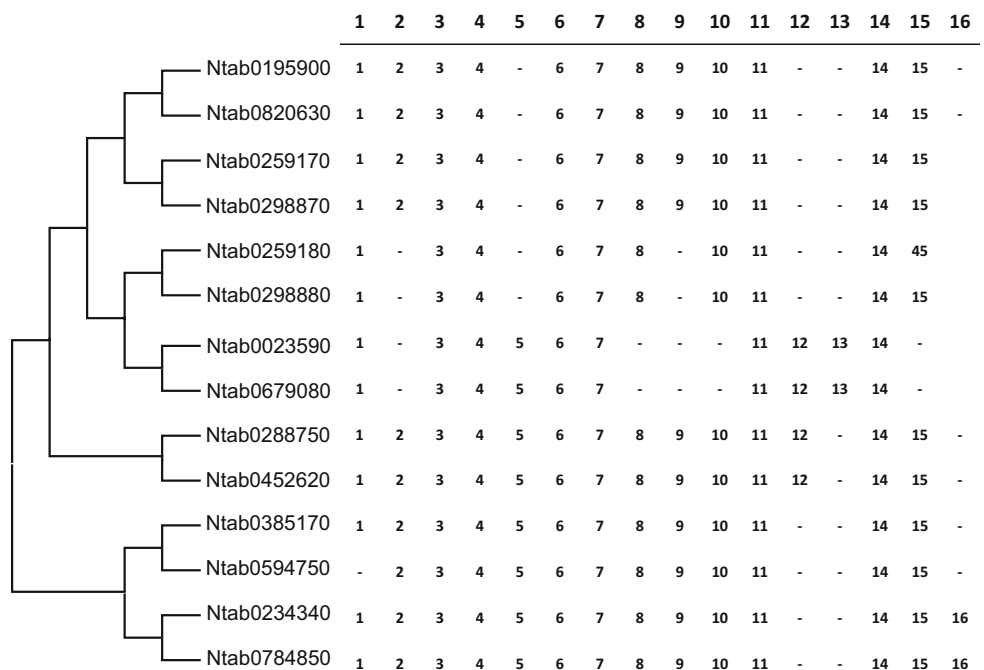 1 2 3 4 5 6 7 8 9 10 11 12 13 14 15 16
Ntab0195900 1 2 3 4 - 6 7 8 9 10 11 - - 14 15 -
Ntab0820630 1 2 3 4 - 6 7 8 9 10 11 - - 14 15 -
Ntab0259170 1 2 3 4 - 6 7 8 9 10 11 - - 14 15
Ntab0298870 1 2 3 4 - 6 7 8 9 10 11 - - 14 15
Ntab0259180 1 - 3 4 - 6 7 8 - 10 11 - - 14 45
Ntab0298880 1 - 3 4 - 6 7 8 - 10 11 - - 14 15
Ntab0023590 1 - 3 4 5 6 7 - - - 11 12 13 14 -
Ntab0679080 1 - 3 4 5 6 7 - - - 11 12 13 14 -
Ntab0288750 1 2 3 4 5 6 7 8 9 10 11 12 - 14 15 -
Ntab0452620 1 2 3 4 5 6 7 8 9 10 11 12 - 14 15 -
Ntab0385170 1 2 3 4 5 6 7 8 9 10 11 - - 14 15 -
Ntab0594750 - 2 3 4 5 6 7 8 9 10 11 - - 14 15 -
Ntab0234340 1 2 3 4 5 6 7 8 9 10 11 - - 14 15 16
Ntab0784850 1 2 3 4 5 6 7 8 9 10 11 - - 14 15 16